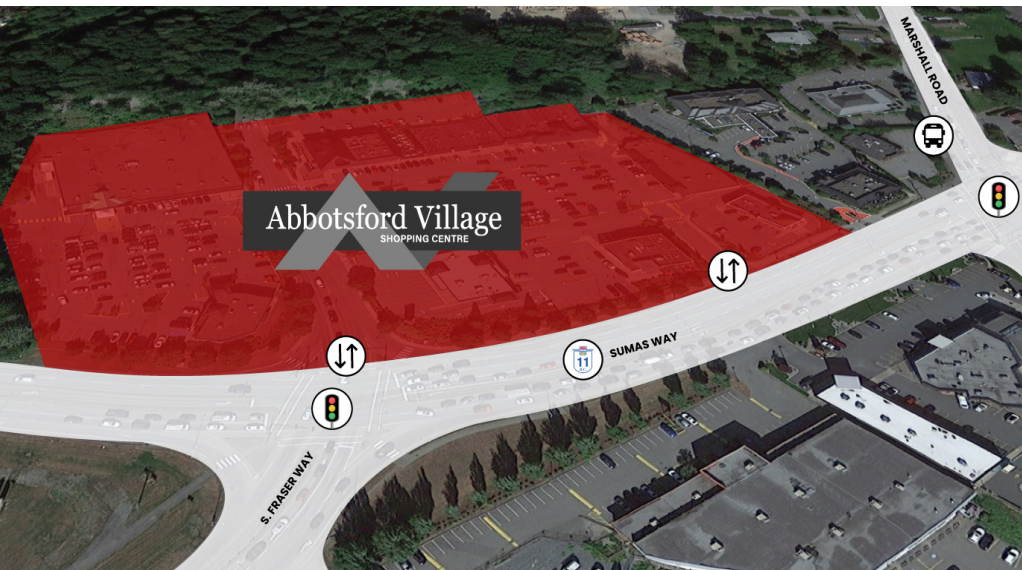 MARSHALL ROAD
Abbotsford Village
SHOPPING CENTRE
SUMAS WAY
11
B.C.
S. FRASER WAY